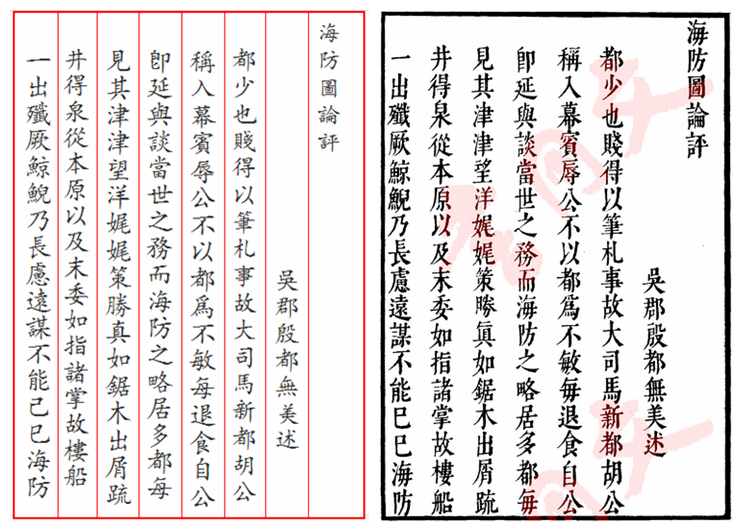 海防圖論評
吳郡殷都無美述
都少也賤得以筆札事故大司馬新都胡公
稱入幕賓辱公不以都爲不敏每退食自公
卽延與談當世之務而海防之略居多都每
見其津津望洋娓娓策勝真如鋸木出屑疏
井得泉從本原以及末委如指諸掌故樓船
一出殲厥鯨鯢乃長慮遠謀不能已已海防
海防圖論評
吳郡殷都無美述
都少也賤得以筆札事故大司馬新都胡公
稱入幕賓辱公不以都爲不敏毎退食自公
卽延與談當世之務而海防之略居多都毎
見其津津望洋娓娓策勝眞如鋸木出屑疏
井得泉從本原以及末委如指諸掌故樓船
一出殲厥鯨鯢乃長慮遠謀不能已已海防